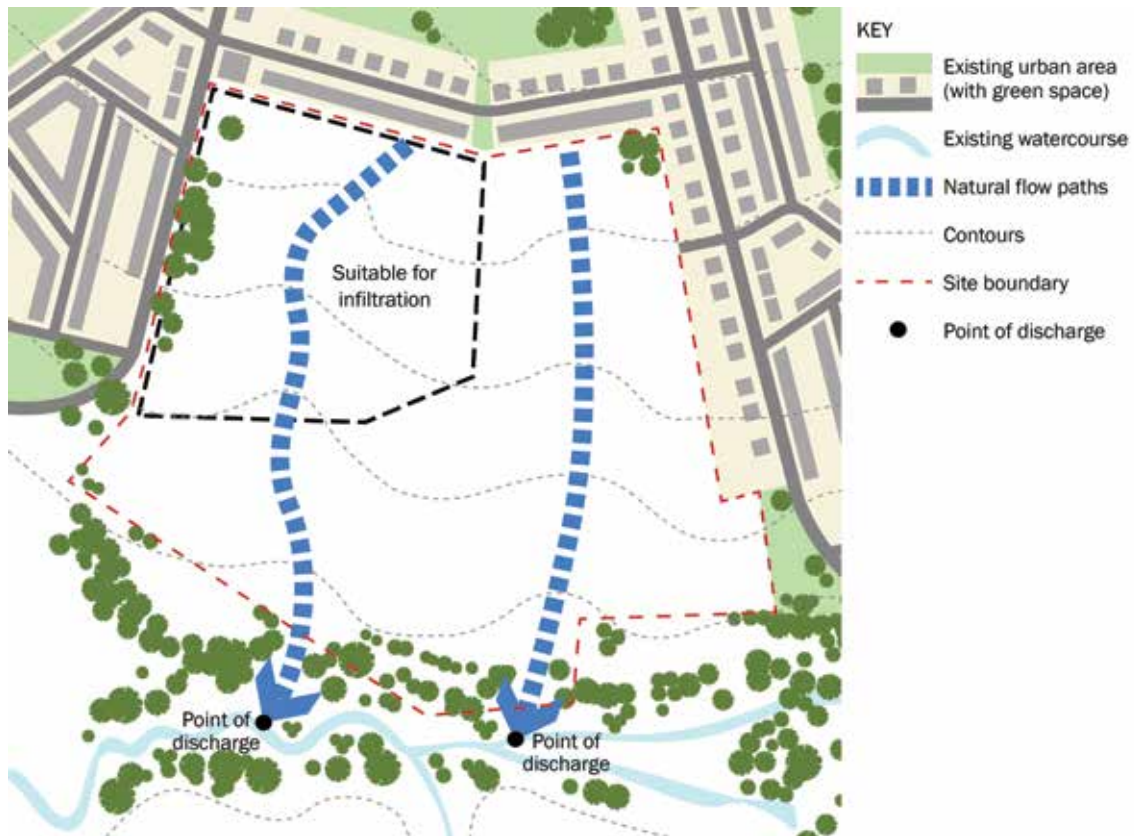 Suitable for
infiltration
Point of
discharge
Point of
discharge
KEY
Existing urban area
(with green space)
Existing watercourse
Natural flow paths
Contours
Site boundary
Point of discharge